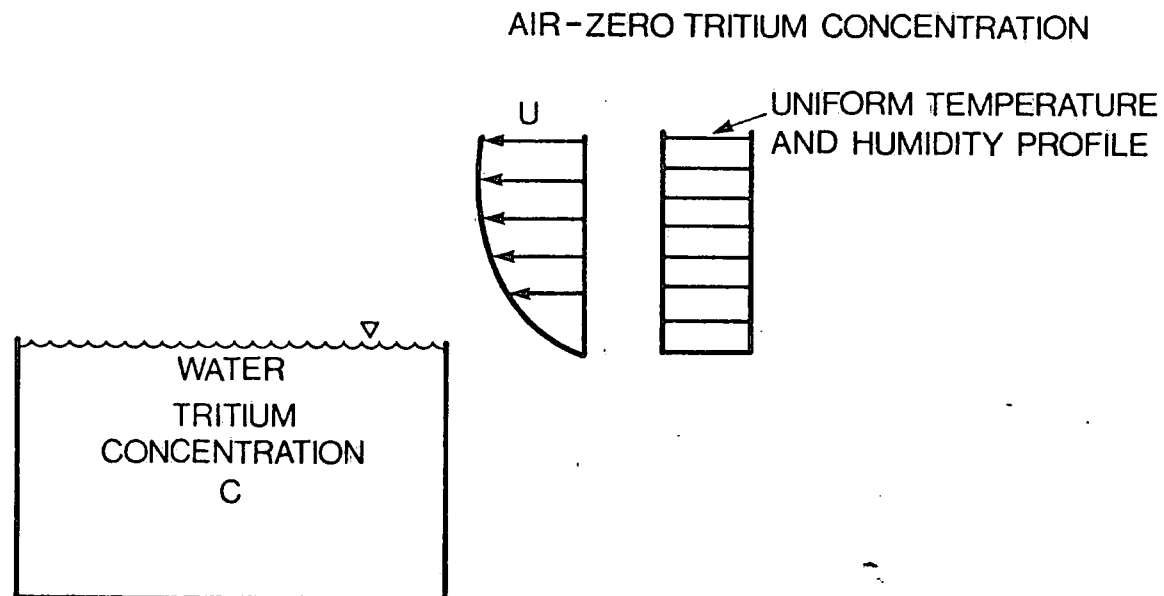 AIR-ZERO TRITIUM CONCENTRATION
U
UNIFORM TEMPERATURE
AND HUMIDITY PROFILE
WATER
TRITIUM
CONCENTRATION
C